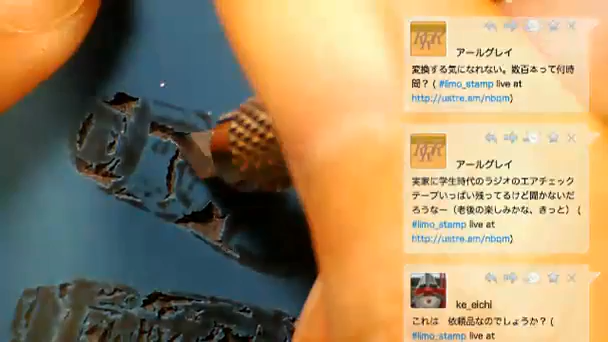 アールグレイ
変換する気になれない。数百本って何時
間？ ( #limo_stamp live at
http://ustre.am/nbqm)
アールグレイ
実家に学生時代のラジオのエアチェック
テープいっぱい残ってるけど聞かないだ
ろうなー（老後の楽しみかな、きっと） (
#limo_stamp live at
http://ustre.am/nbqm)
ke_eichi
これは　依頼品なのでしょうか？ (
#limo_stamp live at